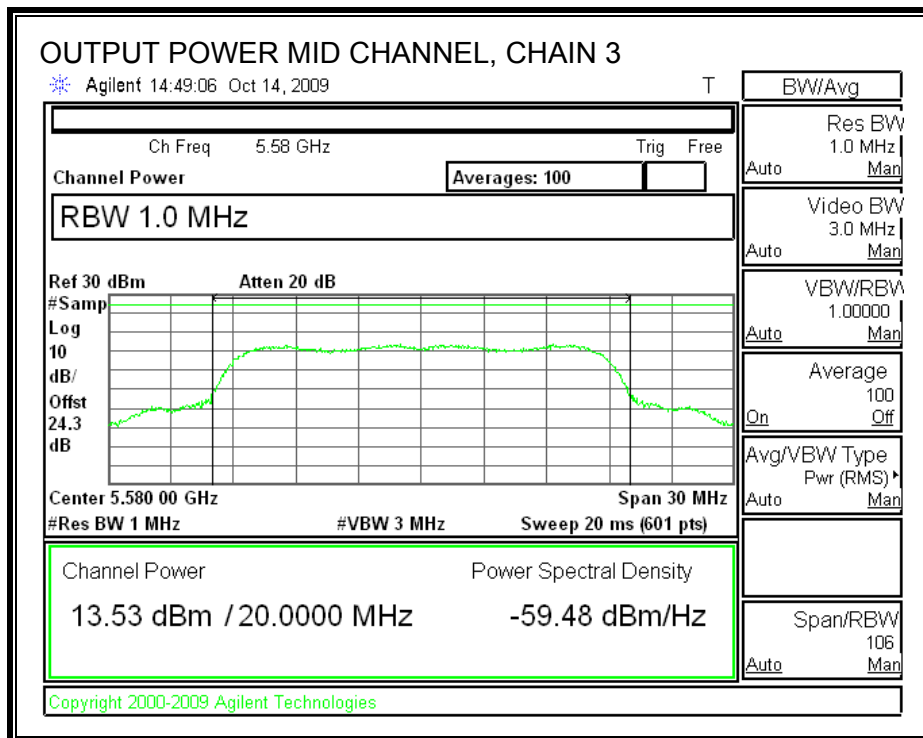 OUTPUT POWER MID CHANNEL, CHAIN 3
Agilent 14:49:06 Oct 14, 2009 T
BW/Avg
Ch Freq 5.58 GHz Trig Free
Channel Power Averages: 100
RBW 1.0 MHz
Ref 30 dBm Atten 20 dB
#Samp
Log
10
dB/
Offst
24.3
dB
Center 5.580 00 GHz Span 30 MHz
#Res BW 1 MHz #VBW 3 MHz Sweep 20 ms (601 pts)
Channel Power Power Spectral Density
13.53 dBm / 20.0000 MHz -59.48 dBm/Hz
Copyright 2000-2009 Agilent Technologies
Res BW
1.0 MHz
Auto Man
Video BW
3.0 MHz
Auto Man
VBW/RBW
1.00000
Auto Man
Average
100
On Off
Avg/VBW Type
Pwr (RMS)
Auto Man
Span/RBW
106
Auto Man